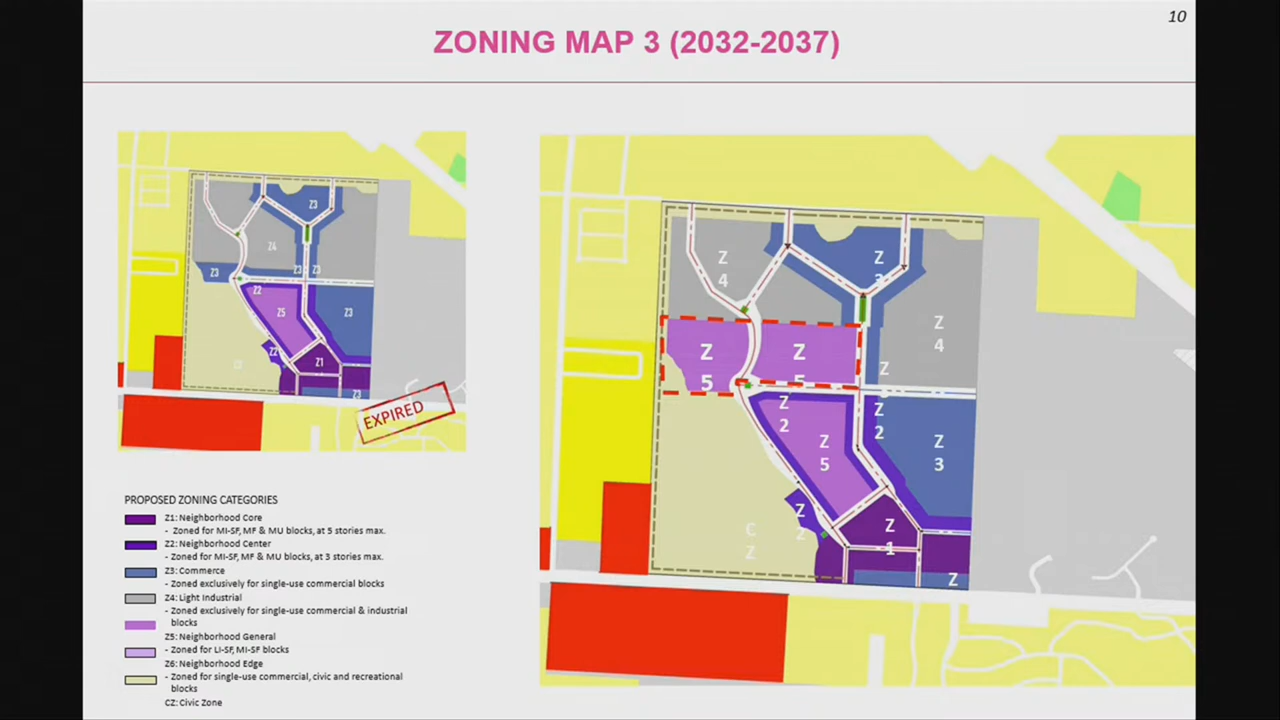 10
ZONING MAP 3 (2032-2037)
Z3
Z4
Z3
Z3
Z3
Z2
Z5
Z3
Z2
Z1
EXPIRED
Z
4
Z
Z
4
Z
5
Z
5
Z
Z
2
Z
2
Z
5
Z
3
Z
2
C
Z
Z
1
Z
PROPOSED ZONING CATEGORIES
Z1: Neighborhood Core
- Zoned for MI-SF, MF & MU blocks, at 5 stories max.
Z2: Neighborhood Center
- Zoned for MI-SF, MF & MU blocks, at 3 stories max.
Z3: Commerce
- Zoned exclusively for single-use commercial blocks
Z4: Light Industrial
- Zoned exclusively for single-use commercial & industrial
blocks
Z5: Neighborhood General
- Zoned for LI-SF, MI-SF blocks
Z6: Neighborhood Edge
- Zoned for single-use commercial, civic and recreational
blocks
CZ: Civic Zone